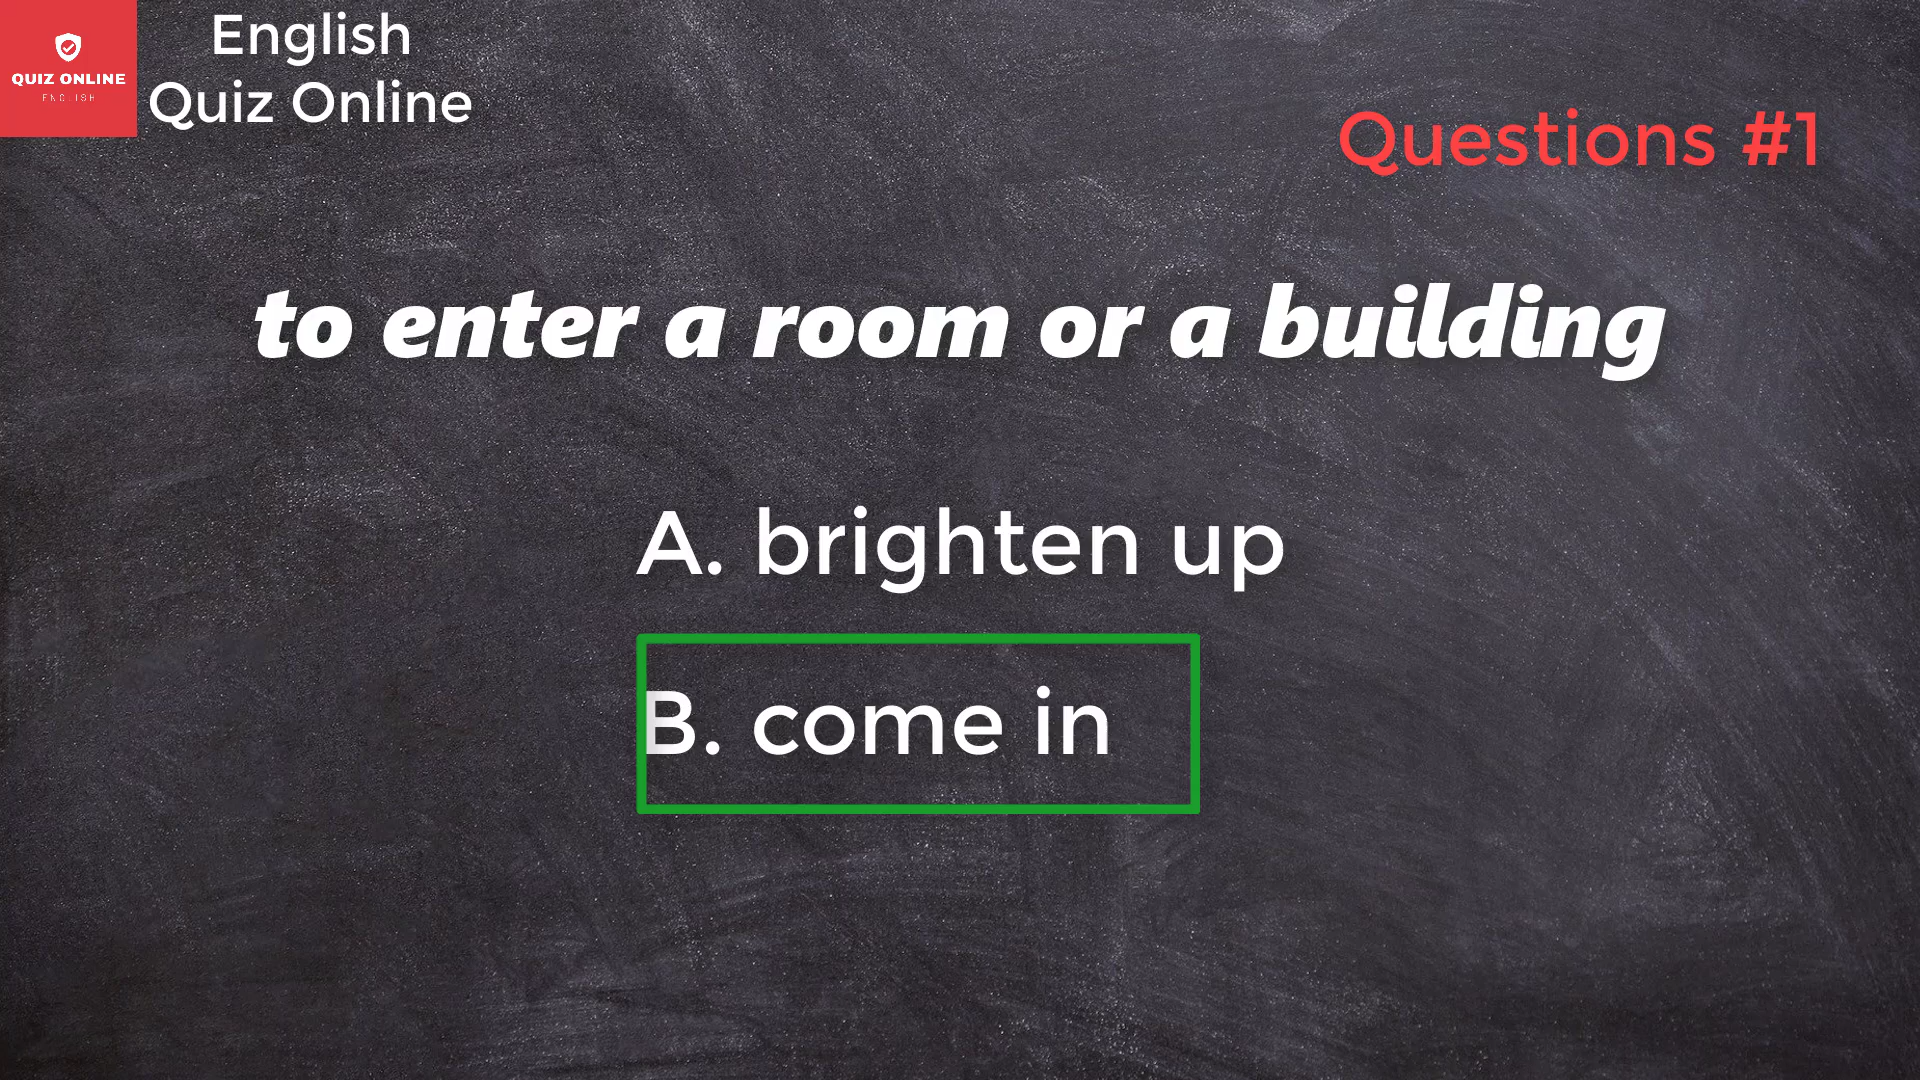 QUIZ ONLINE
ENGLISH
English
Quiz Online
Questions #1
to enter a room or a building
A. brighten up
B. come in